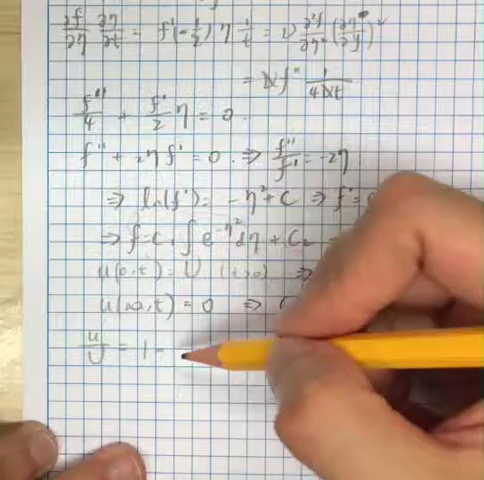 ∂f/∂η ∂η/∂t = f'(-1/2) η 1/t = ν ∂²f/∂η² (∂η/∂y)²
= νf'' 1/4νt
f''/4 + f'/2 η = 0.
f'' + 2η f' = 0. ⇒ f''/f' = -2η
⇒ ln(f') = -η² + C ⇒ f' =
⇒ f = C₁ ∫ e^-η² dη + C₂ =
u(0,t) = U (t>0) ⇒
u(∞,t) = 0 ⇒
u/U = 1 -